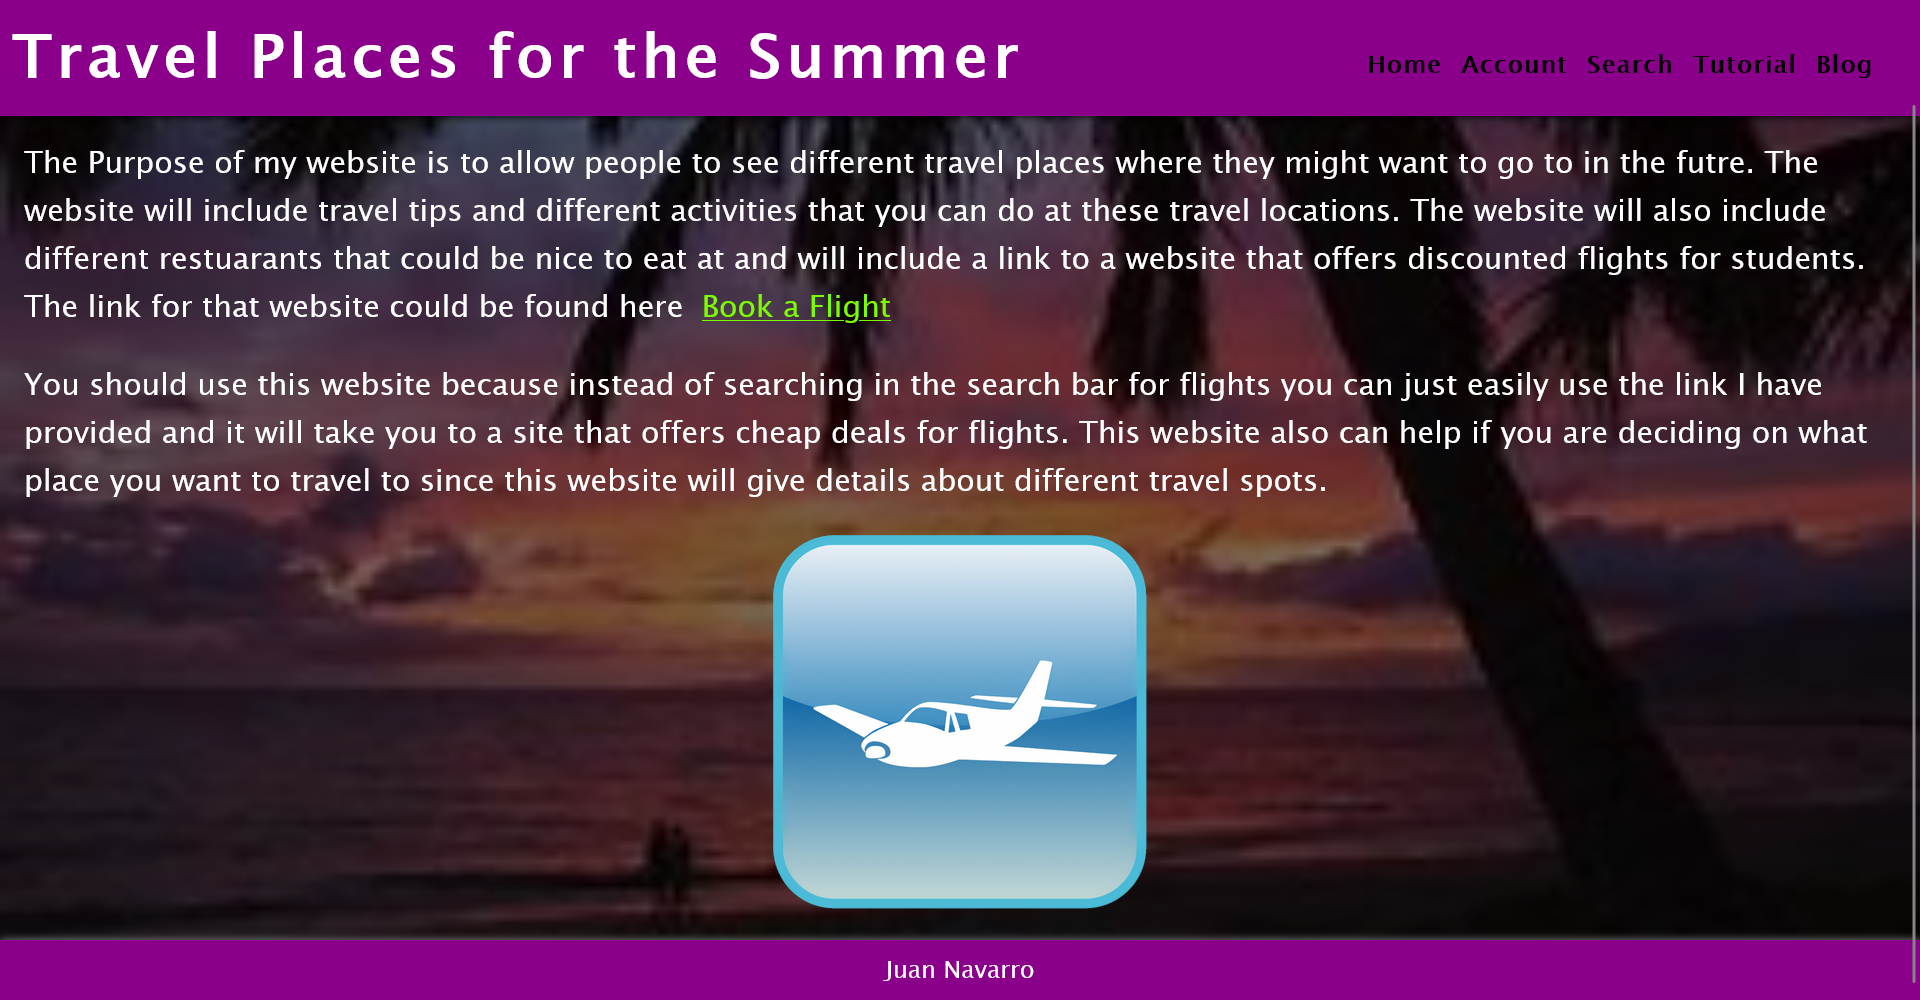 Travel Places for the Summer
Home Account Search Tutorial Blog
The Purpose of my website is to allow people to see different travel places where they might want to go to in the futre. The
website will include travel tips and different activities that you can do at these travel locations. The website will also include
different restuarants that could be nice to eat at and will include a link to a website that offers discounted flights for students.
The link for that website could be found here Book a Flight
You should use this website because instead of searching in the search bar for flights you can just easily use the link I have
provided and it will take you to a site that offers cheap deals for flights. This website also can help if you are deciding on what
place you want to travel to since this website will give details about different travel spots.
Juan Navarro